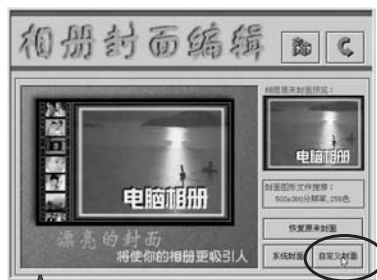 相册封面编辑
相册原来封面预览：
电脑相册
电脑相册
封面图形文件推荐：
500x300分辩率,256色
漂亮的封面
将使你的相册更吸引人
恢复原来封面
系统封面
自定义封面